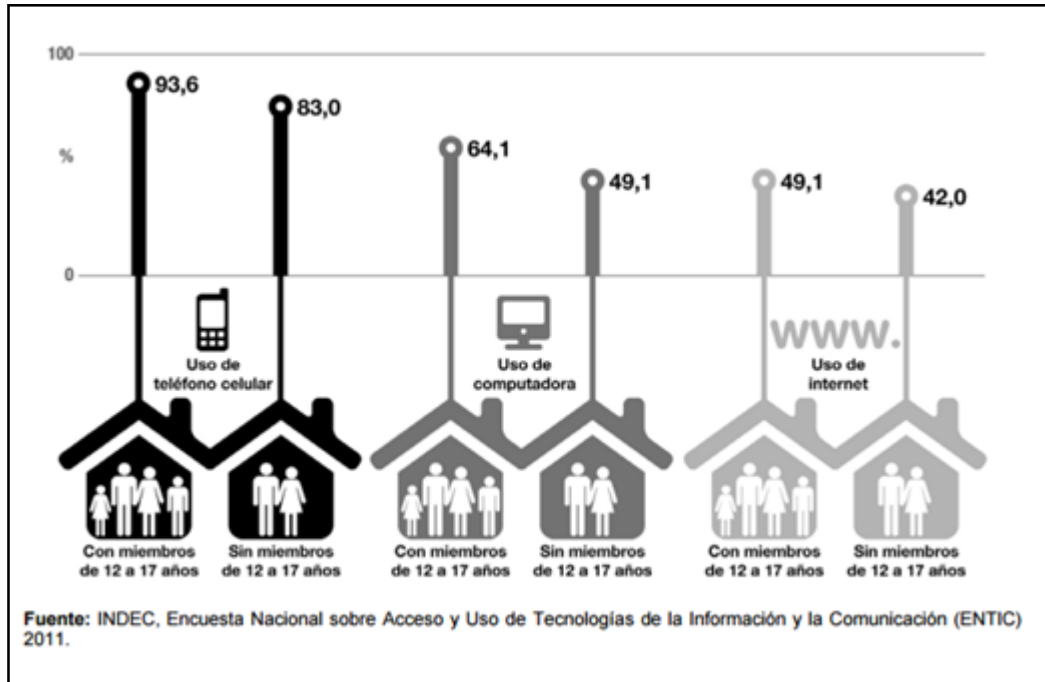 100
93,6
83,0
%
64,1
49,1
49,1
42,0
0
www.
Uso de
teléfono celular
Uso de
computadora
Uso de
internet
Con miembros
de 12 a 17 años
Sin miembros
de 12 a 17 años
Con miembros
de 12 a 17 años
Sin miembros
de 12 a 17 años
Con miembros
de 12 a 17 años
Sin miembros
de 12 a 17 años
Fuente: INDEC, Encuesta Nacional sobre Acceso y Uso de Tecnologías de la Información y la Comunicación (ENTIC)
2011.